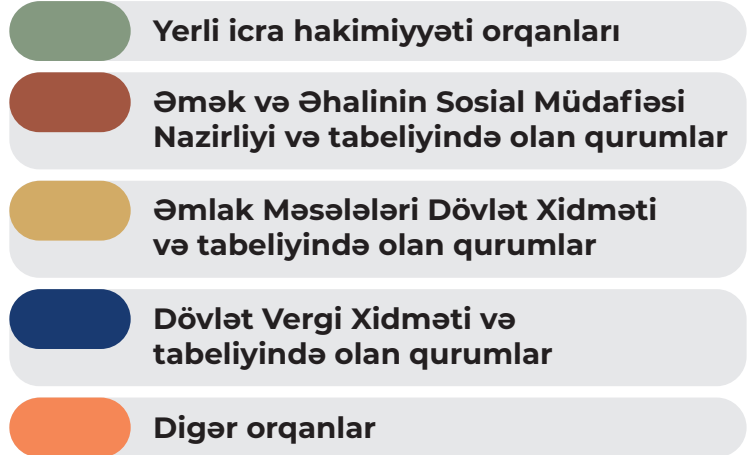 Yerli icra hakimiyyəti orqanları
Əmək və Əhalinin Sosial Müdafiəsi
Nazirliyi və tabeliyində olan qurumlar
Əmlak Məsələləri Dövlət Xidməti
və tabeliyində olan qurumlar
Dövlət Vergi Xidməti və
tabeliyində olan qurumlar
Digər orqanlar